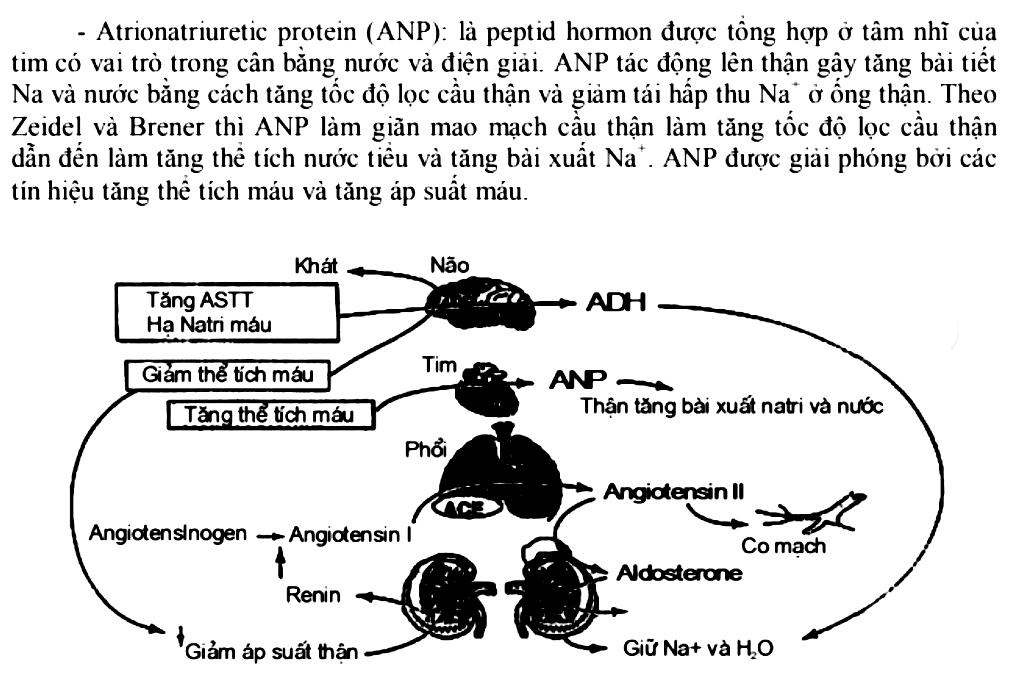 - Atrionatriuretic protein (ANP): là peptid hormon được tổng hợp ở tâm nhĩ của
tim có vai trò trong cân bằng nước và điện giải. ANP tác động lên thận gây tăng bài tiết
Na và nước bằng cách tăng tốc độ lọc cầu thận và giảm tái hấp thu Na⁺ ở ống thận. Theo
Zeidel và Brener thì ANP làm giãn mao mạch cầu thận làm tăng tốc độ lọc cầu thận
dẫn đến làm tăng thể tích nước tiểu và tăng bài xuất Na⁺. ANP được giải phóng bởi các
tín hiệu tăng thể tích máu và tăng áp suất máu.
Khát
Não
Tăng ASTT
Hạ Natri máu
ADH
Giảm thể tích máu
Tim
ANP
Tăng thể tích máu
Thận tăng bài xuất natri và nước
Phổi
ACE
Angiotensin II
AngiotensInogen
Angiotensin I
Co mạch
Aldosterone
Renin
Giảm áp suất thận
Giữ Na+ và H₂O